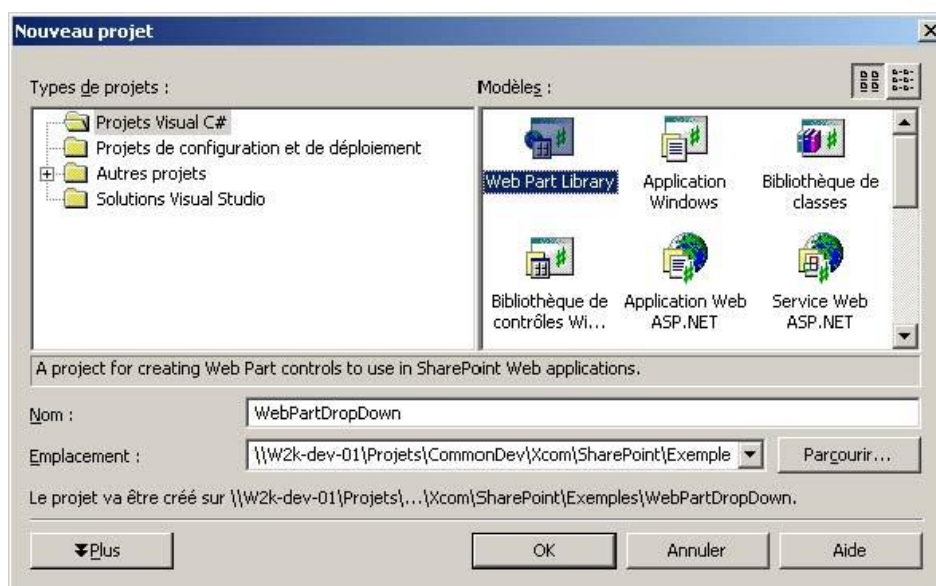 Nouveau projet
Types de projets :
Modèles :
Projets Visual C#
Projets de configuration et de déploiement
Autres projets
Solutions Visual Studio
Web Part Library
Application
Windows
Bibliothèque de
classes
Bibliothèque de
contrôles Wi...
Application Web
ASP.NET
Service Web
ASP.NET
A project for creating Web Part controls to use in SharePoint Web applications.
Nom :
WebPartDropDown
Emplacement :
\\W2k-dev-01\Projets\CommonDev\Xcom\SharePoint\Exemple
Parcourir...
Le projet va être créé sur \\W2k-dev-01\Projets\...\Xcom\SharePoint\Exemples\WebPartDropDown.
Plus
OK
Annuler
Aide